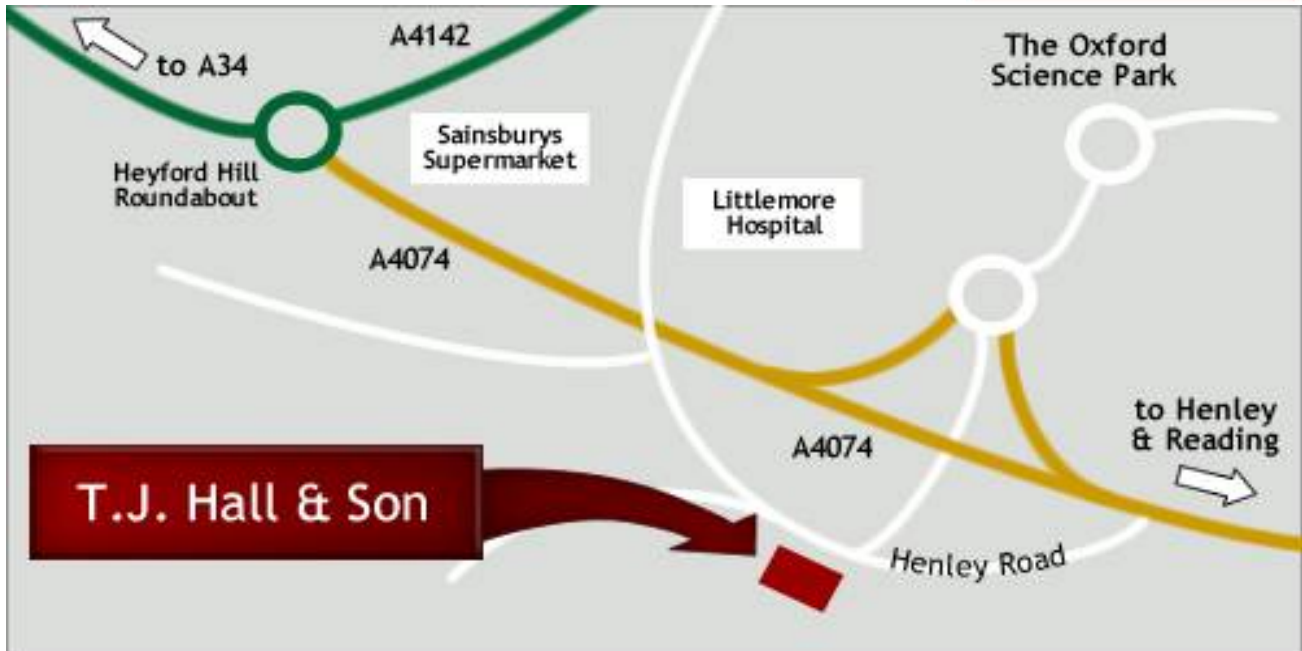 A4142
to A34
The Oxford
Science Park
Sainsburys
Supermarket
Heyford Hill
Roundabout
Littlemore
Hospital
A4074
to Henley
& Reading
A4074
T.J. Hall & Son
Henley Road